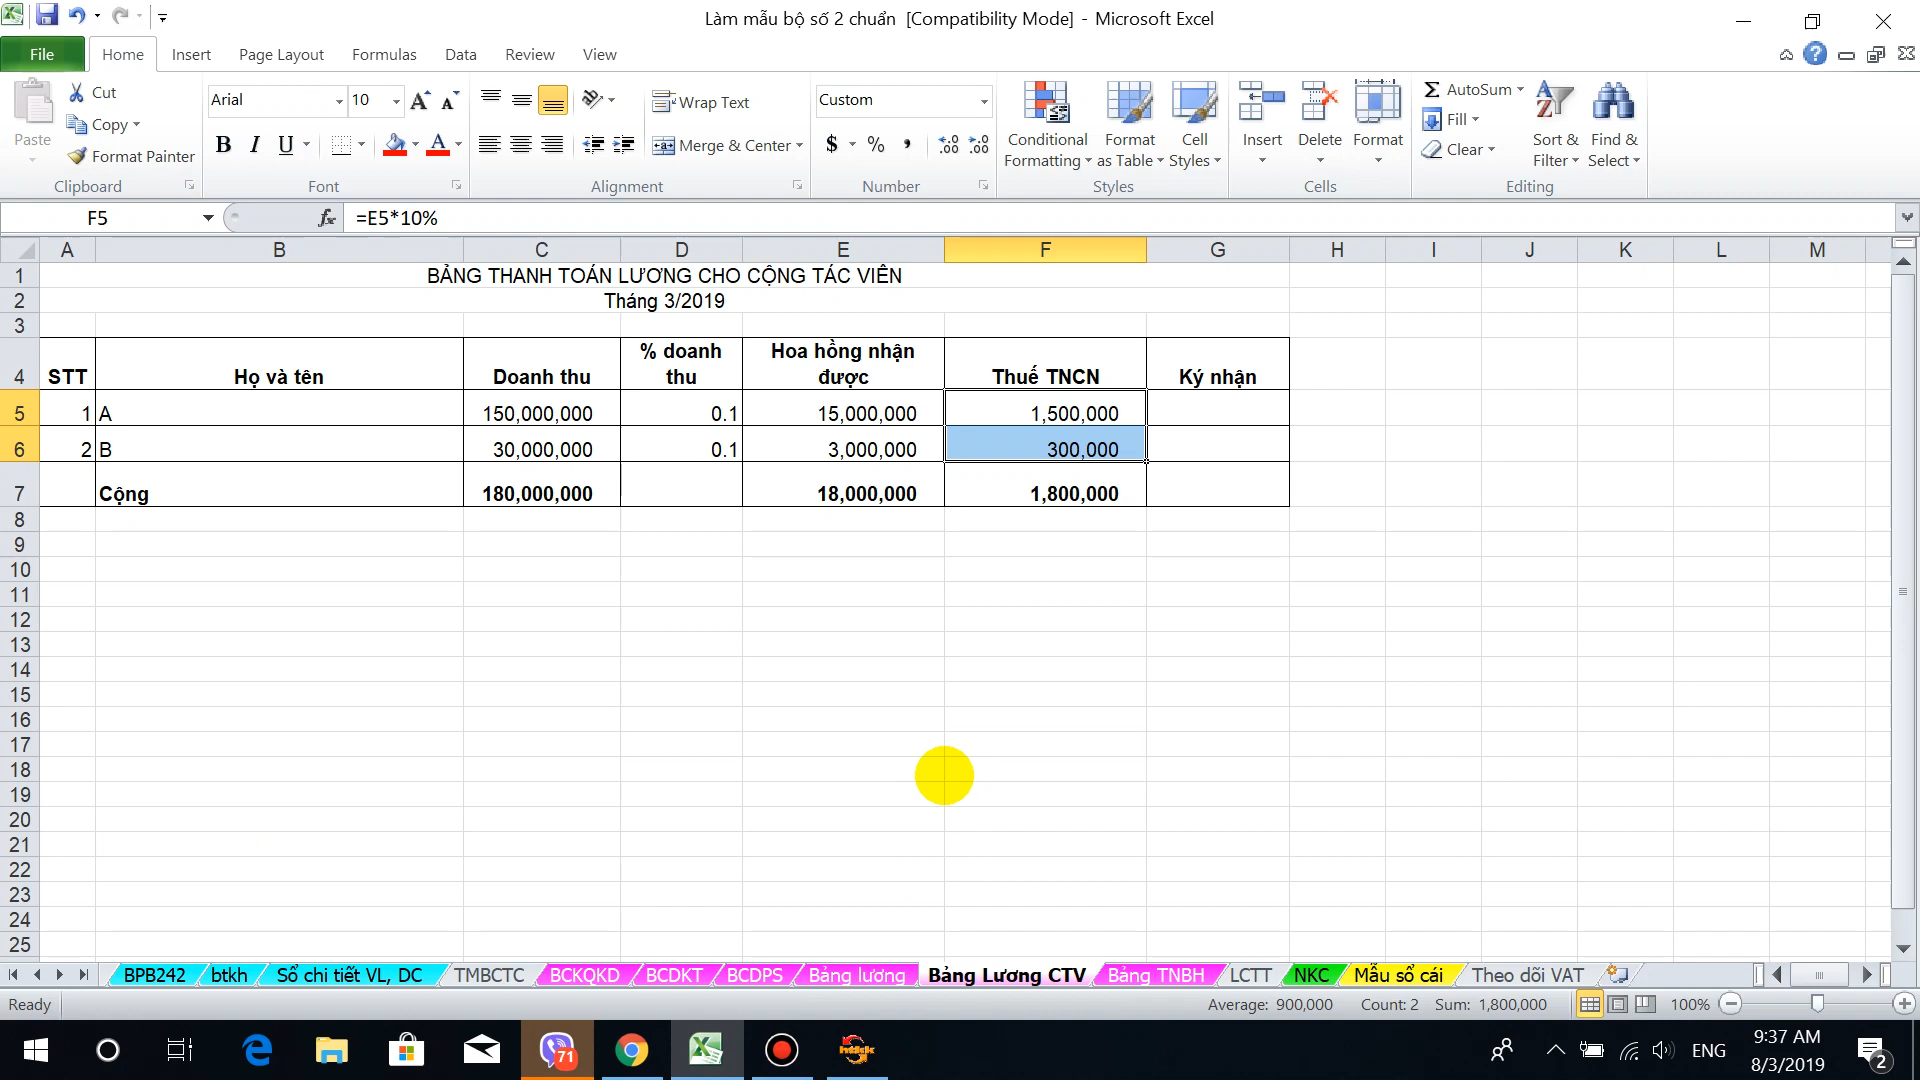 Làm mẫu bộ số 2 chuẩn [Compatibility Mode] - Microsoft Excel
File Home Insert Page Layout Formulas Data Review View
Paste
Cut
Copy
Format Painter
Clipboard
Arial 10
B I U
Font
Wrap Text
Merge & Center
Alignment
Custom
$ % ,
Number
Conditional Formatting
Format as Table
Cell Styles
Styles
Insert Delete Format
Cells
AutoSum
Fill
Clear
Sort & Filter
Find & Select
Editing
F5 fx =E5*10%
A B C D E F G H I J K L M
1 BẢNG THANH TOÁN LƯƠNG CHO CỘNG TÁC VIÊN
2 Tháng 3/2019
3
4 STT Họ và tên Doanh thu % doanh thu Hoa hồng nhận được Thuế TNCN Ký nhận
5 1 A 150,000,000 0.1 15,000,000 1,500,000
6 2 B 30,000,000 0.1 3,000,000 300,000
7 Cộng 180,000,000 18,000,000 1,800,000
8
9
10
11
12
13
14
15
16
17
18
19
20
21
22
23
24
25
BPB242 btkh Sổ chi tiết VL, DC TMBCTC BCKQKD BCDKT BCDPS Bảng lương Bảng Lương CTV Bảng TNBH LCTT NKC Mẫu sổ cái Theo dõi VAT
Ready Average: 900,000 Count: 2 Sum: 1,800,000 100%
71 ENG 9:37 AM
8/3/2019 2